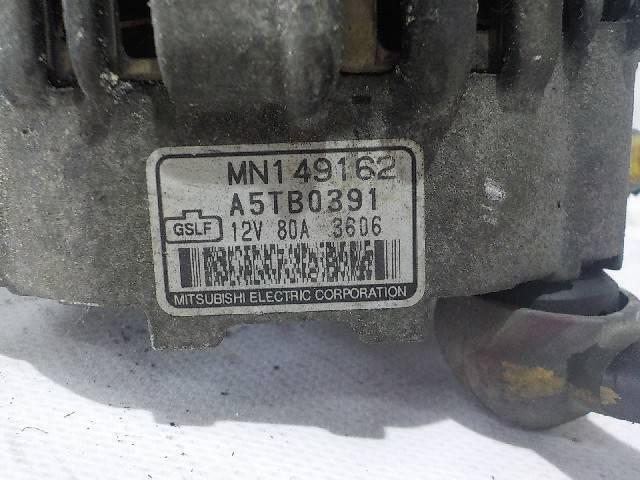 MN149162
A5TB0391
GSLF 12V 80A 3606
MITSUBISHI ELECTRIC CORPORATION